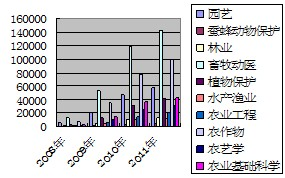 160000
140000
120000
100000
80000
60000
40000
20000
0
2008年
2009年
2010年
2011年
园艺
蚕蜂动物保护
林业
畜牧动医
植物保护
水产渔业
农业工程
农作物
农艺学
农业基础科学